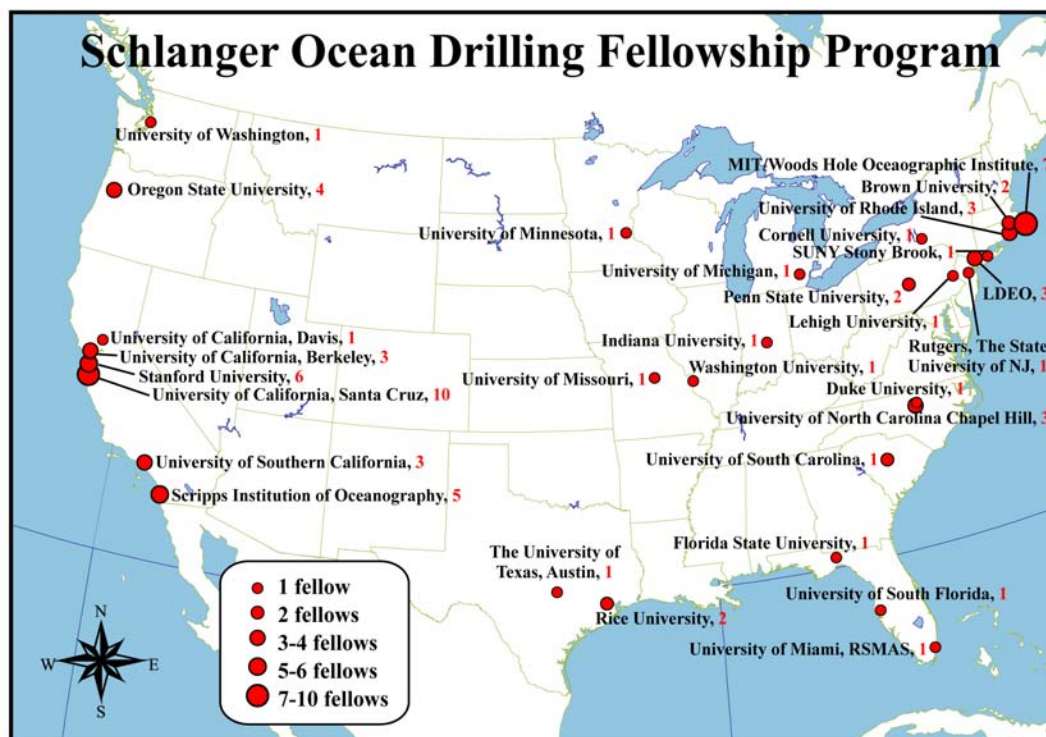 Schlanger Ocean Drilling Fellowship Program
University of Washington, 1
Oregon State University, 4
MIT/Woods Hole Oceaographic Institute, 7
Brown University, 2
University of Rhode Island, 3
University of Minnesota, 1
Cornell University, 1
SUNY Stony Brook, 1
University of Michigan, 1
Penn State University, 2
LDEO, 3
Lehigh University, 1
University of California, Davis, 1
University of California, Berkeley, 3
Stanford University, 6
University of California, Santa Cruz, 10
Indiana University, 1
Rutgers, The State
University of NJ, 1
Washington University, 1
University of Missouri, 1
Duke University, 1
University of North Carolina Chapel Hill, 3
University of Southern California, 3
University of South Carolina, 1
Scripps Institution of Oceanography, 5
Florida State University, 1
The University of
Texas, Austin, 1
University of South Florida, 1
Rice University, 2
University of Miami, RSMAS, 1
1 fellow
2 fellows
3-4 fellows
5-6 fellows
7-10 fellows
N
W
E
S